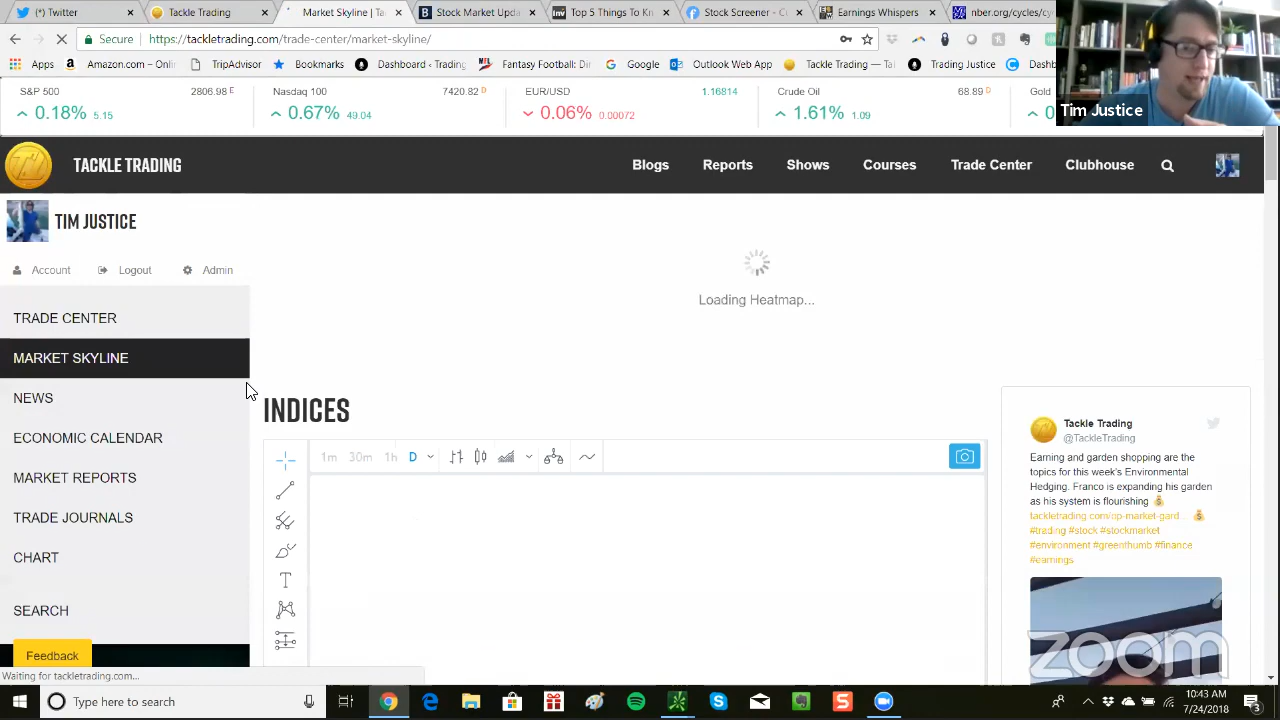 Twitter
Tackle Trading:
Market Skyline | Ta
Stock Market Upda
Top 5 Things To Kn
Stock Screener - O
Earnings Whisper
nber.org/cycles/cy
Secure
https://tackletrading.com/trade-center/market-skyline/
Apps
Amazon.com – Onlin
TripAdvisor
Bookmarks
Dashboard - Trading
Fantasy Football: Dr
Google
Outlook Web App
Tackle Trading —
Trading Justice
Dashb
S&P 500
2806.98 E
0.18% 5.15
Nasdaq 100
7420.82 D
0.67% 49.04
EUR/USD
1.16814
0.06% 0.00072
Crude Oil
68.89 D
1.61% 1.09
Gold
0
Tim Justice
TACKLE TRADING
Blogs
Reports
Shows
Courses
Trade Center
Clubhouse
TIM JUSTICE
Account
Logout
Admin
TRADE CENTER
MARKET SKYLINE
NEWS
ECONOMIC CALENDAR
MARKET REPORTS
TRADE JOURNALS
CHART
SEARCH
Feedback
Waiting for tackletrading.com...
Loading Heatmap...
INDICES
1m 30m 1h D
T
Tackle Trading
@TackleTrading
Earning and garden shopping are the
topics for this week's Environmental
Hedging. Franco is expanding his garden
as his system is flourishing
tackletrading.com/op-market-gard…
#trading #stock #stockmarket
#environment #greenthumb #finance
#earnings
zoom
Type here to search
10:43 AM
7/24/2018